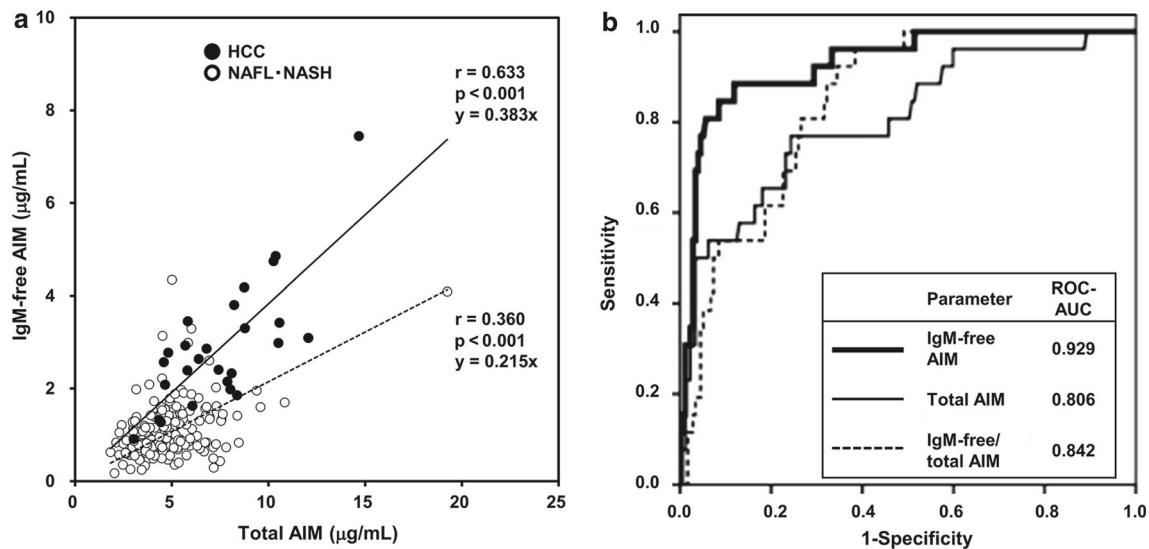 a
10
8
6
4
2
0
IgM-free AIM (μg/mL)
HCC
NAFL・NASH
r = 0.633
p < 0.001
y = 0.383x
r = 0.360
p < 0.001
y = 0.215x
0
5
10
15
20
25
Total AIM (μg/mL)
b
1.0
0.8
0.6
0.4
0.2
0.0
Sensitivity
Parameter
ROC-
AUC
IgM-free
AIM
0.929
Total AIM
0.806
IgM-free/
total AIM
0.842
0.0
0.2
0.4
0.6
0.8
1.0
1-Specificity